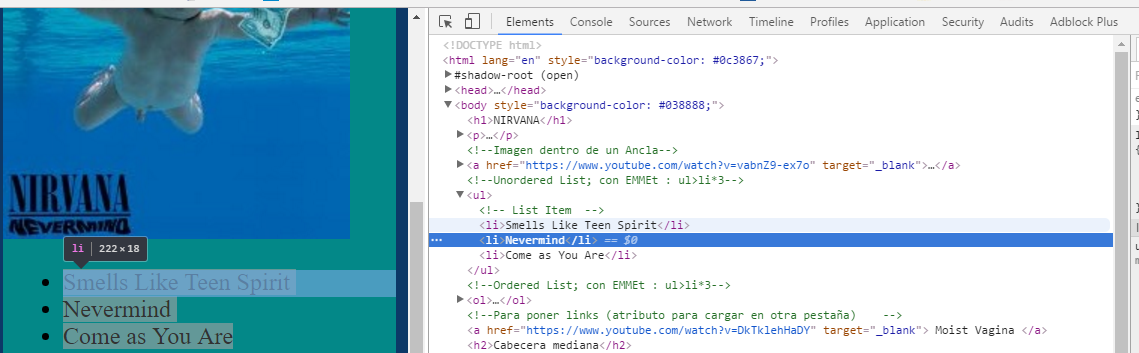 Elements Console Sources Network Timeline Profiles Application Security Audits Adblock Plus
<!DOCTYPE html>
<html lang="en" style="background-color: #0c3867;">
#shadow-root (open)
<head>…</head>
<body style="background-color: #038888;">
<h1>NIRVANA</h1>
<p>…</p>
<!--Imagen dentro de un Ancla-->
<a href="https://www.youtube.com/watch?v=vabnZ9-ex7o" target="_blank">…</a>
<!--Unordered List; con EMMEt : ul>li*3-->
<ul>
<!-- List Item  -->
<li>Smells Like Teen Spirit</li>
<li>Nevermind</li> == $0
<li>Come as You Are</li>
</ul>
<!--Ordered List; con EMMEt : ul>li*3-->
<ol>…</ol>
<!--Para poner links (atributo para cargar en otra pestaña)    -->
<a href="https://www.youtube.com/watch?v=DkTklehHaDY" target="_blank"> Moist Vagina </a>
<h2>Cabecera mediana</h2>
NIRVANA
NEVERMIND
li | 222 × 18
Smells Like Teen Spirit
Nevermind
Come as You Are